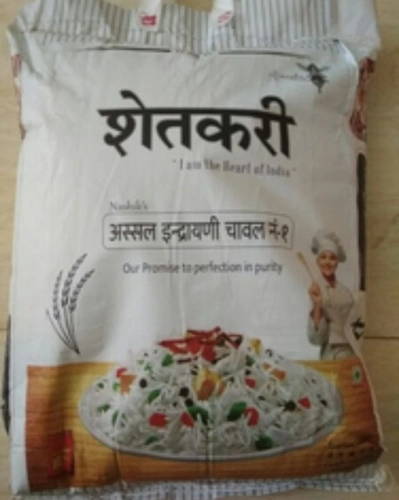 शेतकरी
"I am the Heart of India"
Nashik's
अस्सल इन्द्रायणी चावल नं-१
Our Promise to perfection in purity